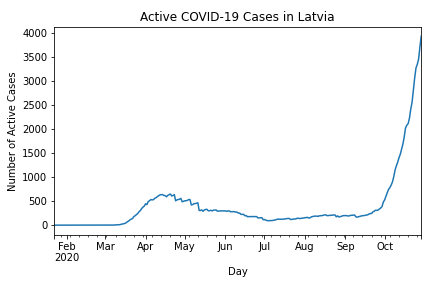 Active COVID-19 Cases in Latvia
Number of Active Cases
4000
3500
3000
2500
2000
1500
1000
500
0
Feb Mar Apr May Jun Jul Aug Sep Oct
2020
Day